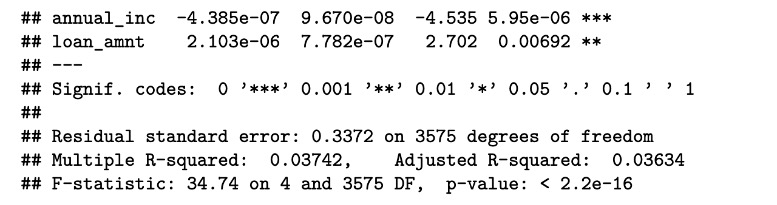 ## annual_inc  -4.385e-07  9.670e-08  -4.535 5.95e-06 ***
## loan_amnt    2.103e-06  7.782e-07   2.702  0.00692 **
## ---
## Signif. codes:  0 ’***’ 0.001 ’**’ 0.01 ’*’ 0.05 ’.’ 0.1 ’ ’ 1
##
## Residual standard error: 0.3372 on 3575 degrees of freedom
## Multiple R-squared:  0.03742,    Adjusted R-squared:  0.03634
## F-statistic: 34.74 on 4 and 3575 DF,  p-value: < 2.2e-16